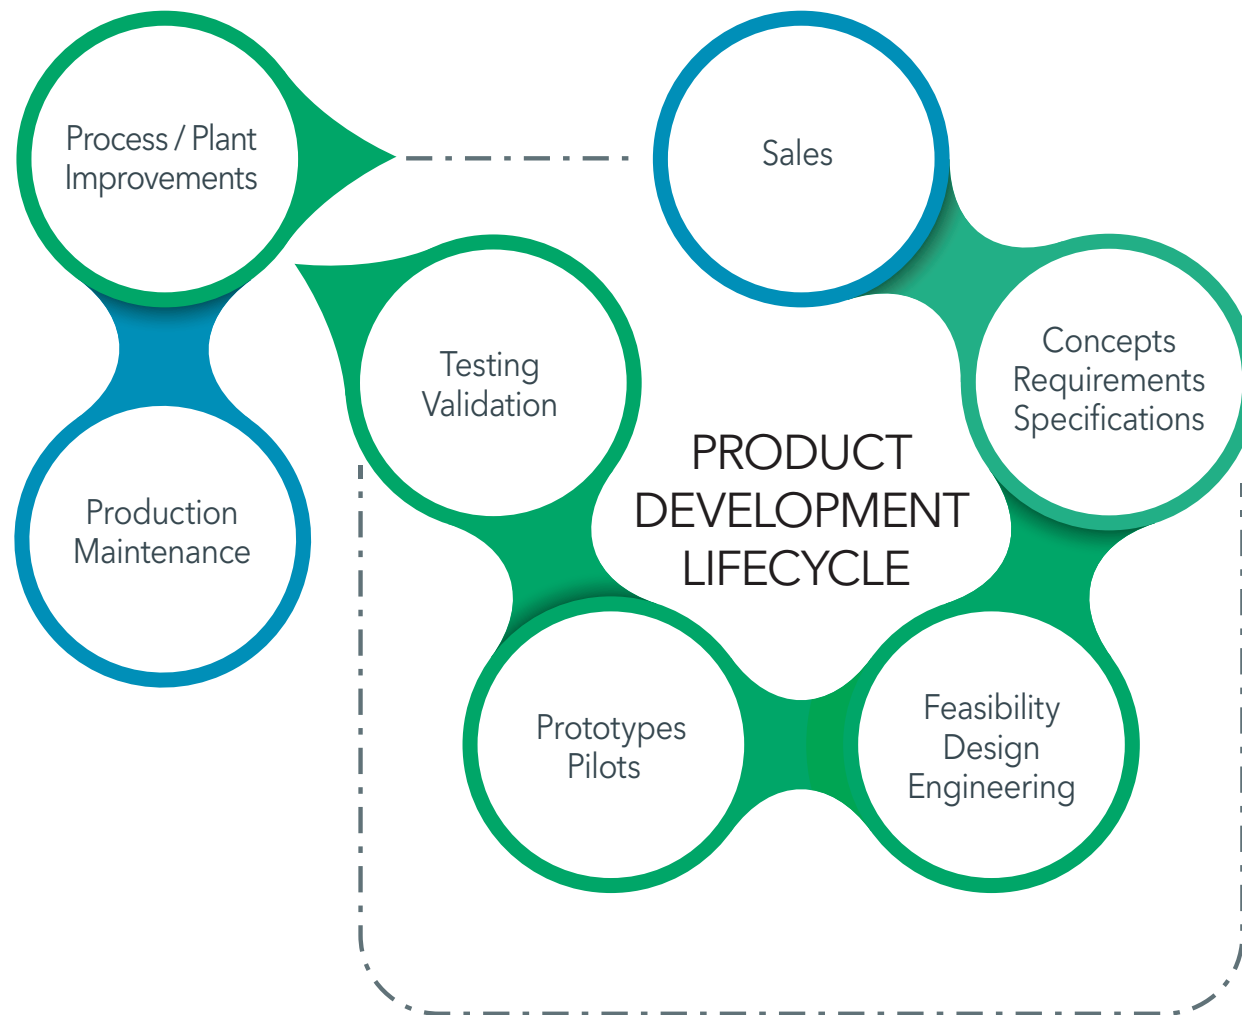 Process / Plant
Improvements
Sales
Testing
Validation
Concepts
Requirements
Specifications
PRODUCT
DEVELOPMENT
LIFECYCLE
Production
Maintenance
Prototypes
Pilots
Feasibility
Design
Engineering